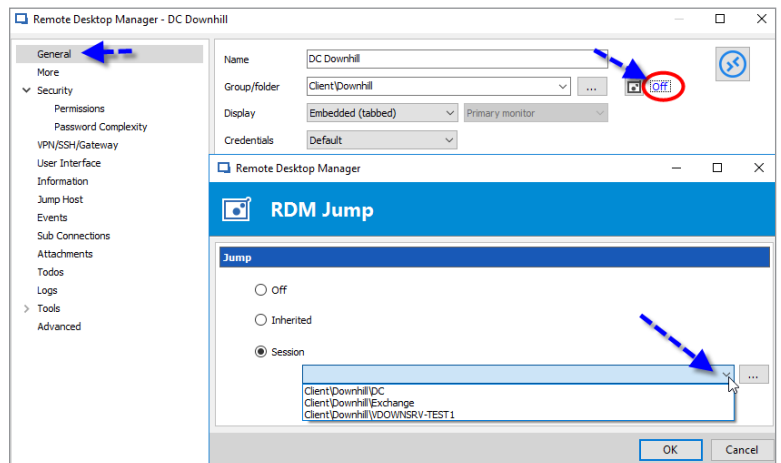 Remote Desktop Manager - DC Downhill
General
More
Security
Permissions
Password Complexity
VPN/SSH/Gateway
User Interface
Information
Jump Host
Events
Sub Connections
Attachments
Todos
Logs
Tools
Advanced
Name DC Downhill
Group/folder Client\Downhill ... Off
Display Embedded (tabbed) Primary monitor
Credentials Default
Remote Desktop Manager
RDM Jump
Jump
Off
Inherited
Session
...
Client\Downhill\DC
Client\Downhill\Exchange
Client\Downhill\VDOWNSRV-TEST1
OK Cancel